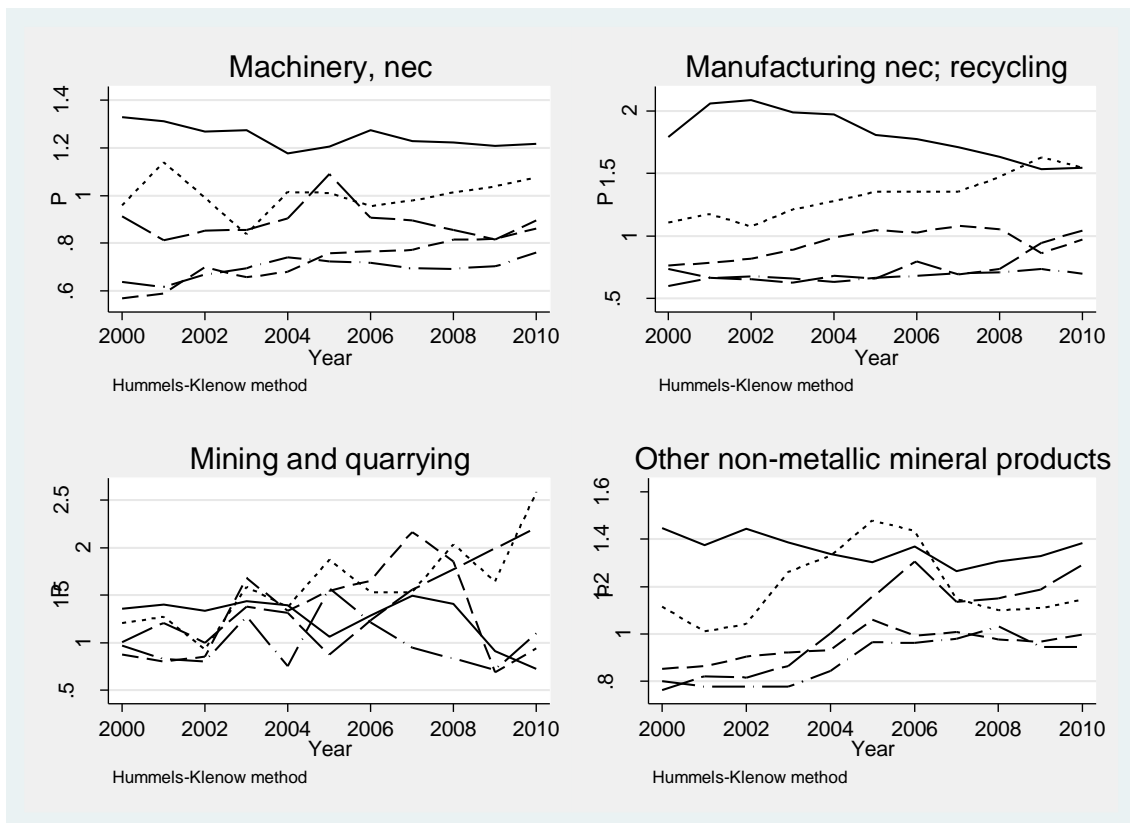 Machinery, nec
P
.6 .8 1 1.2 1.4
2000 2002 2004 2006 2008 2010
Year
Hummels-Klenow method
Manufacturing nec; recycling
P
.5 1 1.5 2
2000 2002 2004 2006 2008 2010
Year
Hummels-Klenow method
Mining and quarrying
P
.5 1 1.5 2 2.5
2000 2002 2004 2006 2008 2010
Year
Hummels-Klenow method
Other non-metallic mineral products
P
.8 1 1.2 1.4 1.6
2000 2002 2004 2006 2008 2010
Year
Hummels-Klenow method